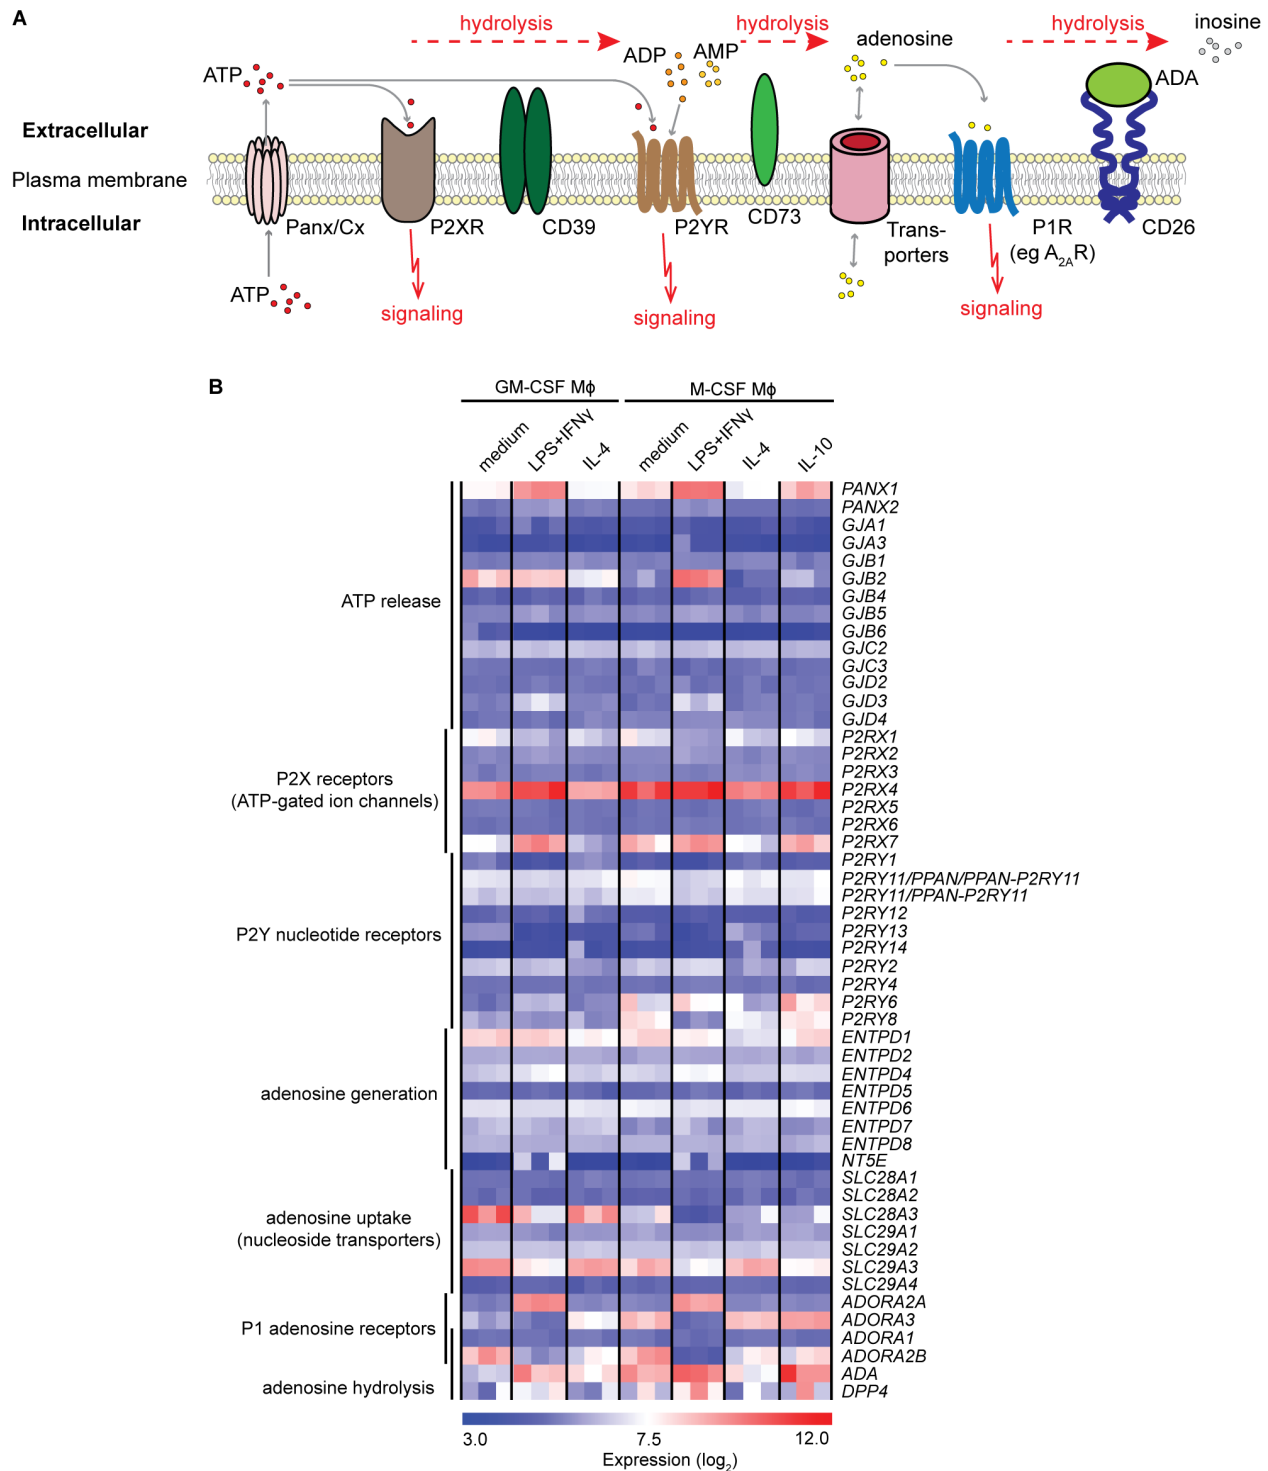 A
hydrolysis
hydrolysis
hydrolysis
inosine
ATP
ADP
AMP
adenosine
ADA
Extracellular
Plasma membrane
Intracellular
Panx/Cx
P2XR
CD39
P2YR
CD73
Trans-
porters
P1R
(eg A2AR)
CD26
ATP
signaling
signaling
signaling
B
GM-CSF Mϕ
M-CSF Mϕ
medium
LPS+IFNγ
IL-4
medium
LPS+IFNγ
IL-4
IL-10
ATP release
PANX1
PANX2
GJA1
GJA3
GJB1
GJB2
GJB4
GJB5
GJB6
GJC2
GJC3
GJD2
GJD3
GJD4
P2X receptors
(ATP-gated ion channels)
P2RX1
P2RX2
P2RX3
P2RX4
P2RX5
P2RX6
P2RX7
P2Y nucleotide receptors
P2RY1
P2RY11/PPAN/PPAN-P2RY11
P2RY11/PPAN-P2RY11
P2RY12
P2RY13
P2RY14
P2RY2
P2RY4
P2RY6
P2RY8
adenosine generation
ENTPD1
ENTPD2
ENTPD4
ENTPD5
ENTPD6
ENTPD7
ENTPD8
NT5E
adenosine uptake
(nucleoside transporters)
SLC28A1
SLC28A2
SLC28A3
SLC29A1
SLC29A2
SLC29A3
SLC29A4
P1 adenosine receptors
ADORA2A
ADORA3
ADORA1
ADORA2B
adenosine hydrolysis
ADA
DPP4
3.0
7.5
12.0
Expression (log2)